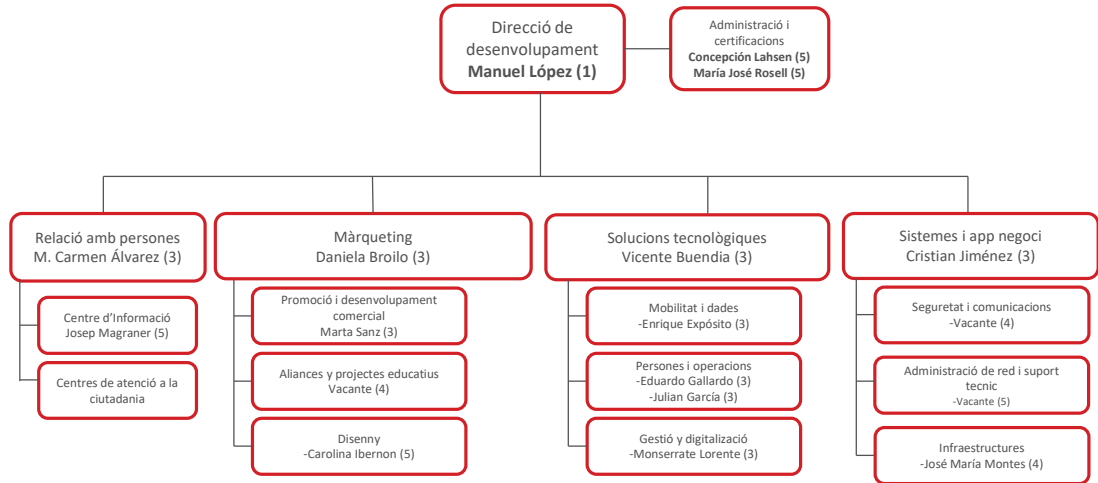 Direcció de
desenvolupament
Manuel López (1)
Administració i
certificacions
Concepción Lahsen (5)
María José Rosell (5)
Relació amb persones
M. Carmen Álvarez (3)
Centre d'Informació
Josep Magraner (5)
Centres de atenció a la
ciutadania
Màrqueting
Daniela Broilo (3)
Promoció i desenvolupament
comercial
Marta Sanz (3)
Aliances y projectes educatius
Vacante (4)
Disenny
-Carolina Ibernon (5)
Solucions tecnològiques
Vicente Buendia (3)
Mobilitat i dades
-Enrique Expósito (3)
Persones i operacions
-Eduardo Gallardo (3)
-Julian García (3)
Gestió y digitalizació
-Monserrate Lorente (3)
Sistemes i app negoci
Cristian Jiménez (3)
Seguretat i comunicacions
-Vacante (4)
Administració de red i suport
tecnic
-Vacante (5)
Infraestructures
-José María Montes (4)